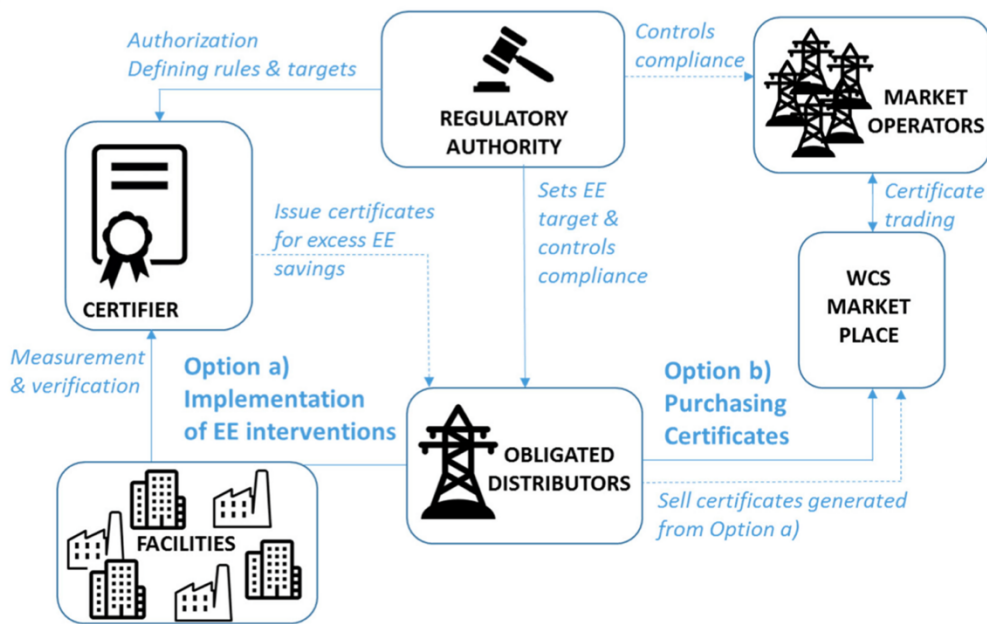 Authorization
Defining rules & targets
REGULATORY
AUTHORITY
Controls
compliance
MARKET
OPERATORS
CERTIFIER
Issue certificates
for excess EE
savings
Sets EE
target &
controls
compliance
Certificate
trading
WCS
MARKET
PLACE
Measurement
& verification
Option a)
Implementation
of EE interventions
Option b)
Purchasing
Certificates
OBLIGATED
DISTRIBUTORS
Sell certificates generated
from Option a)
FACILITIES